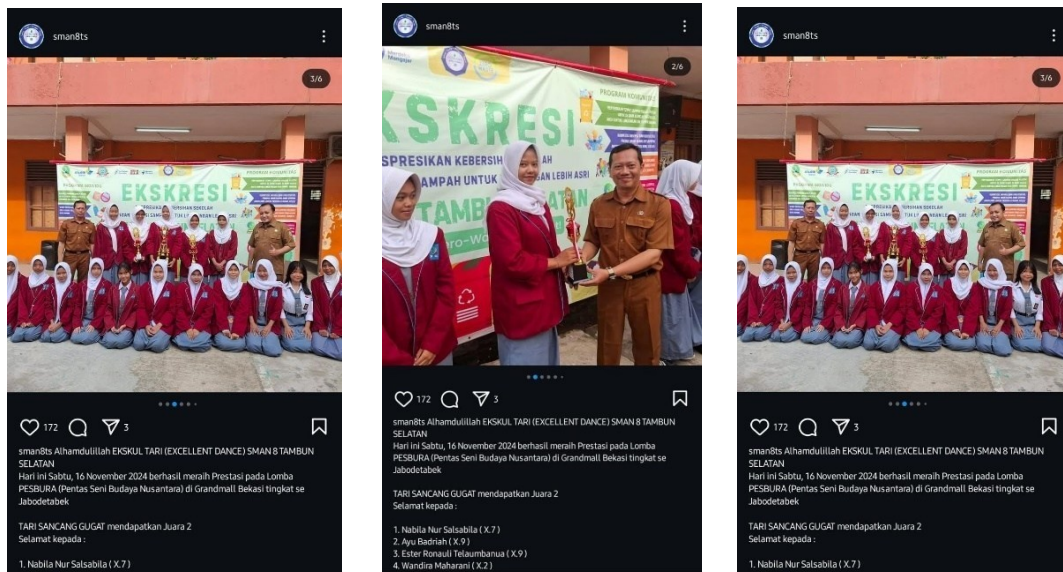 sman8ts
3/6
EKSKRESI
sman8ts
172
3
sman8ts Alhamdulillah EKSKUL TARI (EXCELLENT DANCE) SMAN 8 TAMBUN
SELATAN
Hari ini Sabtu, 16 November 2024 berhasil meraih Prestasi pada Lomba
PESBURA (Pentas Seni Budaya Nusantara) di Grandmall Bekasi tingkat se
Jabodetabek
TARI SANCANG GUGAT mendapatkan Juara 2
Selamat kepada :
1. Nabila Nur Salsabila ( X.7 )
2/6
PROGRAM KOMUNITAS
KSKRESI
SPRESIKAN KEBERSIH
LAH
AMPAH UNTUK
AN LEBIH ASRI
TAMBU
LATAN
172
3
sman8ts Alhamdulillah EKSKUL TARI (EXCELLENT DANCE) SMAN 8 TAMBUN
SELATAN
Hari ini Sabtu, 16 November 2024 berhasil meraih Prestasi pada Lomba
PESBURA (Pentas Seni Budaya Nusantara) di Grandmall Bekasi tingkat se
Jabodetabek
TARI SANCANG GUGAT mendapatkan Juara 2
Selamat kepada :
1. Nabila Nur Salsabila ( X.7 )
2. Ayu Badriah ( X.9 )
3. Ester Ronauli Telaumbanua ( X.9 )
4. Wandira Maharani ( X.2 )
sman8ts
3/6
EKSKRESI
172
3
sman8ts Alhamdulillah EKSKUL TARI (EXCELLENT DANCE) SMAN 8 TAMBUN
SELATAN
Hari ini Sabtu, 16 November 2024 berhasil meraih Prestasi pada Lomba
PESBURA (Pentas Seni Budaya Nusantara) di Grandmall Bekasi tingkat se
Jabodetabek
TARI SANCANG GUGAT mendapatkan Juara 2
Selamat kepada :
1. Nabila Nur Salsabila ( X.7 )